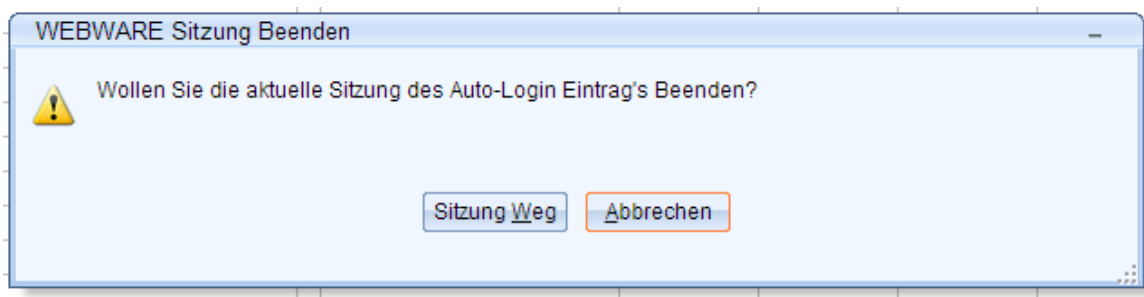 WEBWARE Sitzung Beenden
Wollen Sie die aktuelle Sitzung des Auto-Login Eintrag's Beenden?
Sitzung Weg
Abbrechen